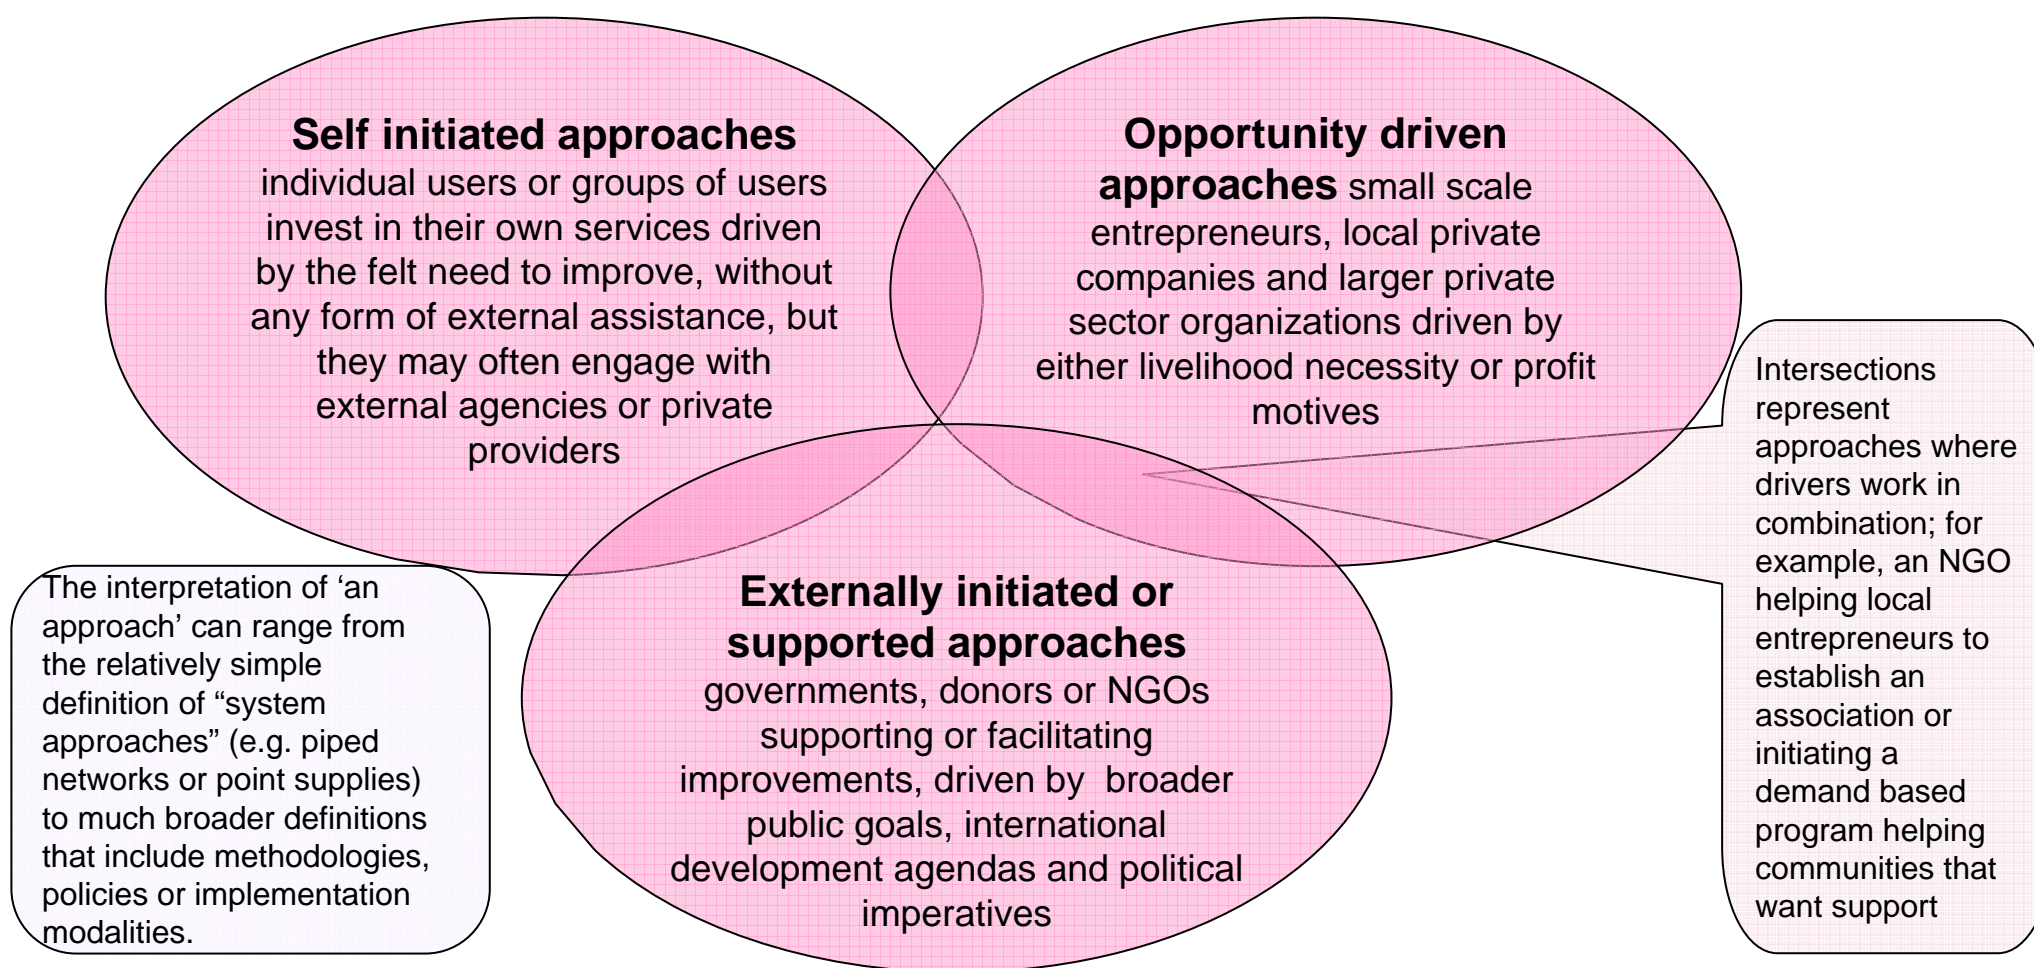 Self initiated approaches
individual users or groups of users
invest in their own services driven
by the felt need to improve, without
any form of external assistance, but
they may often engage with
external agencies or private
providers
Opportunity driven
approaches small scale
entrepreneurs, local private
companies and larger private
sector organizations driven by
either livelihood necessity or profit
motives
Intersections
represent
approaches where
drivers work in
combination; for
example, an NGO
helping local
entrepreneurs to
establish an
association or
initiating a
demand based
program helping
communities that
want support
The interpretation of ‘an
approach’ can range from
the relatively simple
definition of “system
approaches” (e.g. piped
networks or point supplies)
to much broader definitions
that include methodologies,
policies or implementation
modalities.
Externally initiated or
supported approaches
governments, donors or NGOs
supporting or facilitating
improvements, driven by  broader
public goals, international
development agendas and political
imperatives